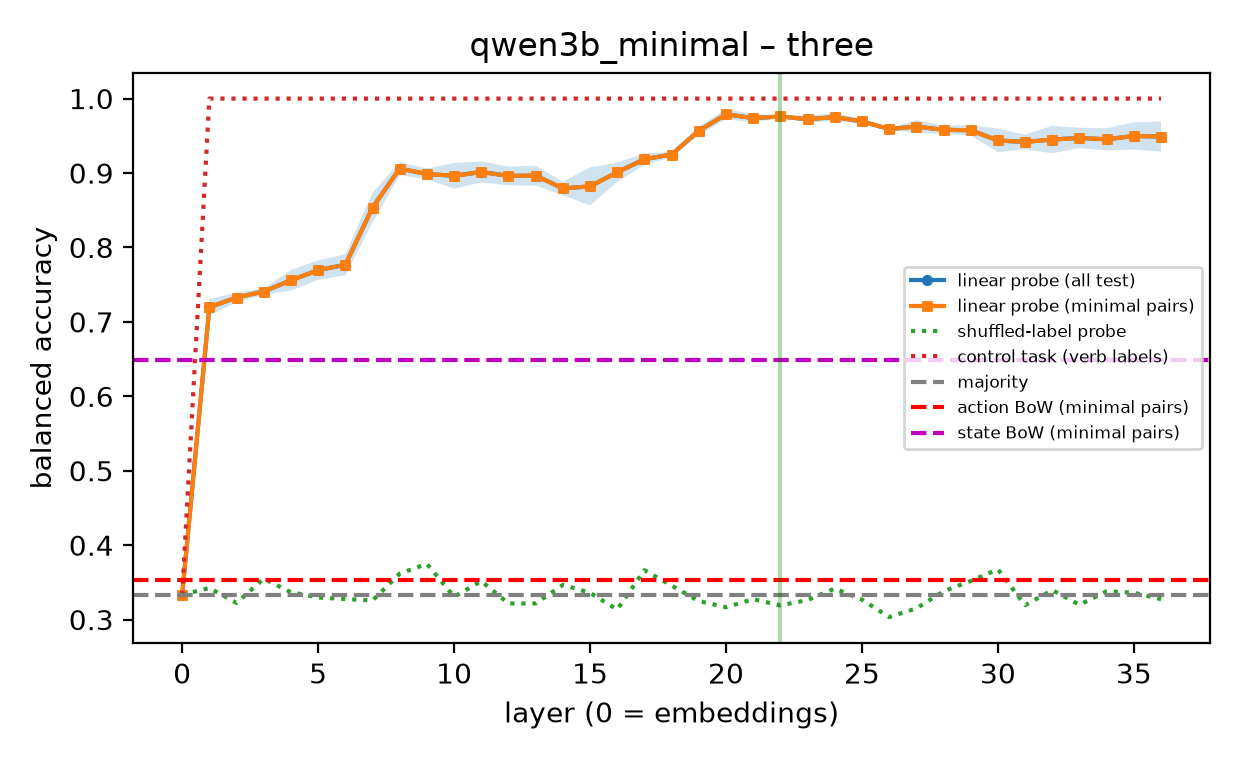 qwen3b_minimal – three
1.0
0.9
0.8
0.7
0.6
0.5
0.4
0.3
balanced accuracy
linear probe (all test)
linear probe (minimal pairs)
shuffled-label probe
control task (verb labels)
majority
action BoW (minimal pairs)
state BoW (minimal pairs)
0 5 10 15 20 25 30 35
layer (0 = embeddings)